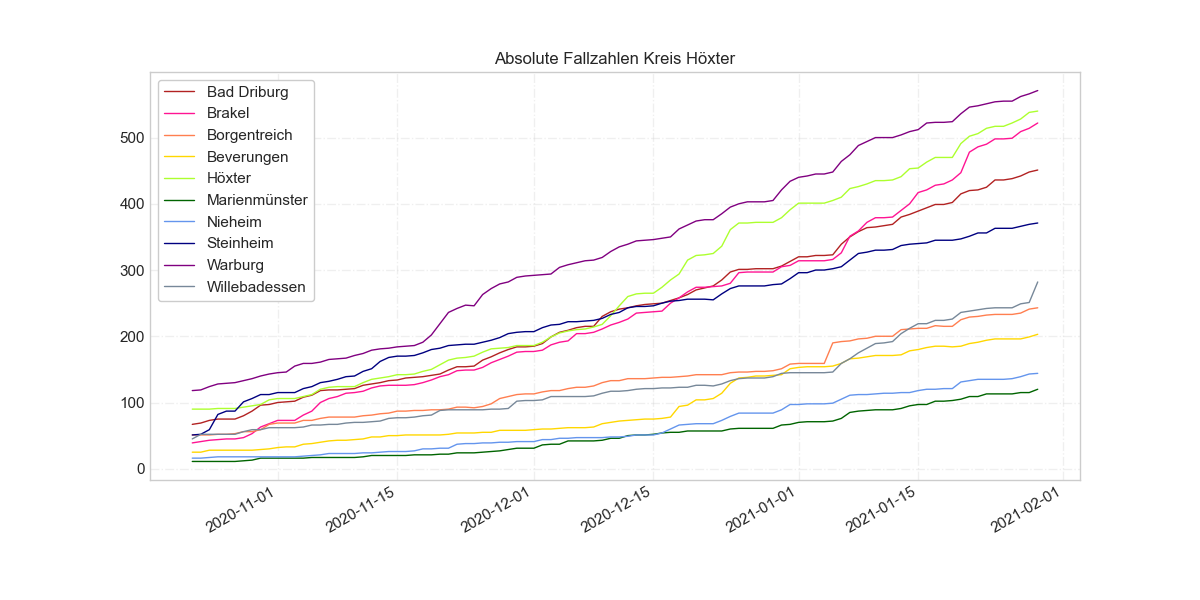 Absolute Fallzahlen Kreis Höxter
Bad Driburg
Brakel
Borgentreich
Beverungen
Höxter
Marienmünster
Nieheim
Steinheim
Warburg
Willebadessen
500
400
300
200
100
0
2020-11-01
2020-11-15
2020-12-01
2020-12-15
2021-01-01
2021-01-15
2021-02-01